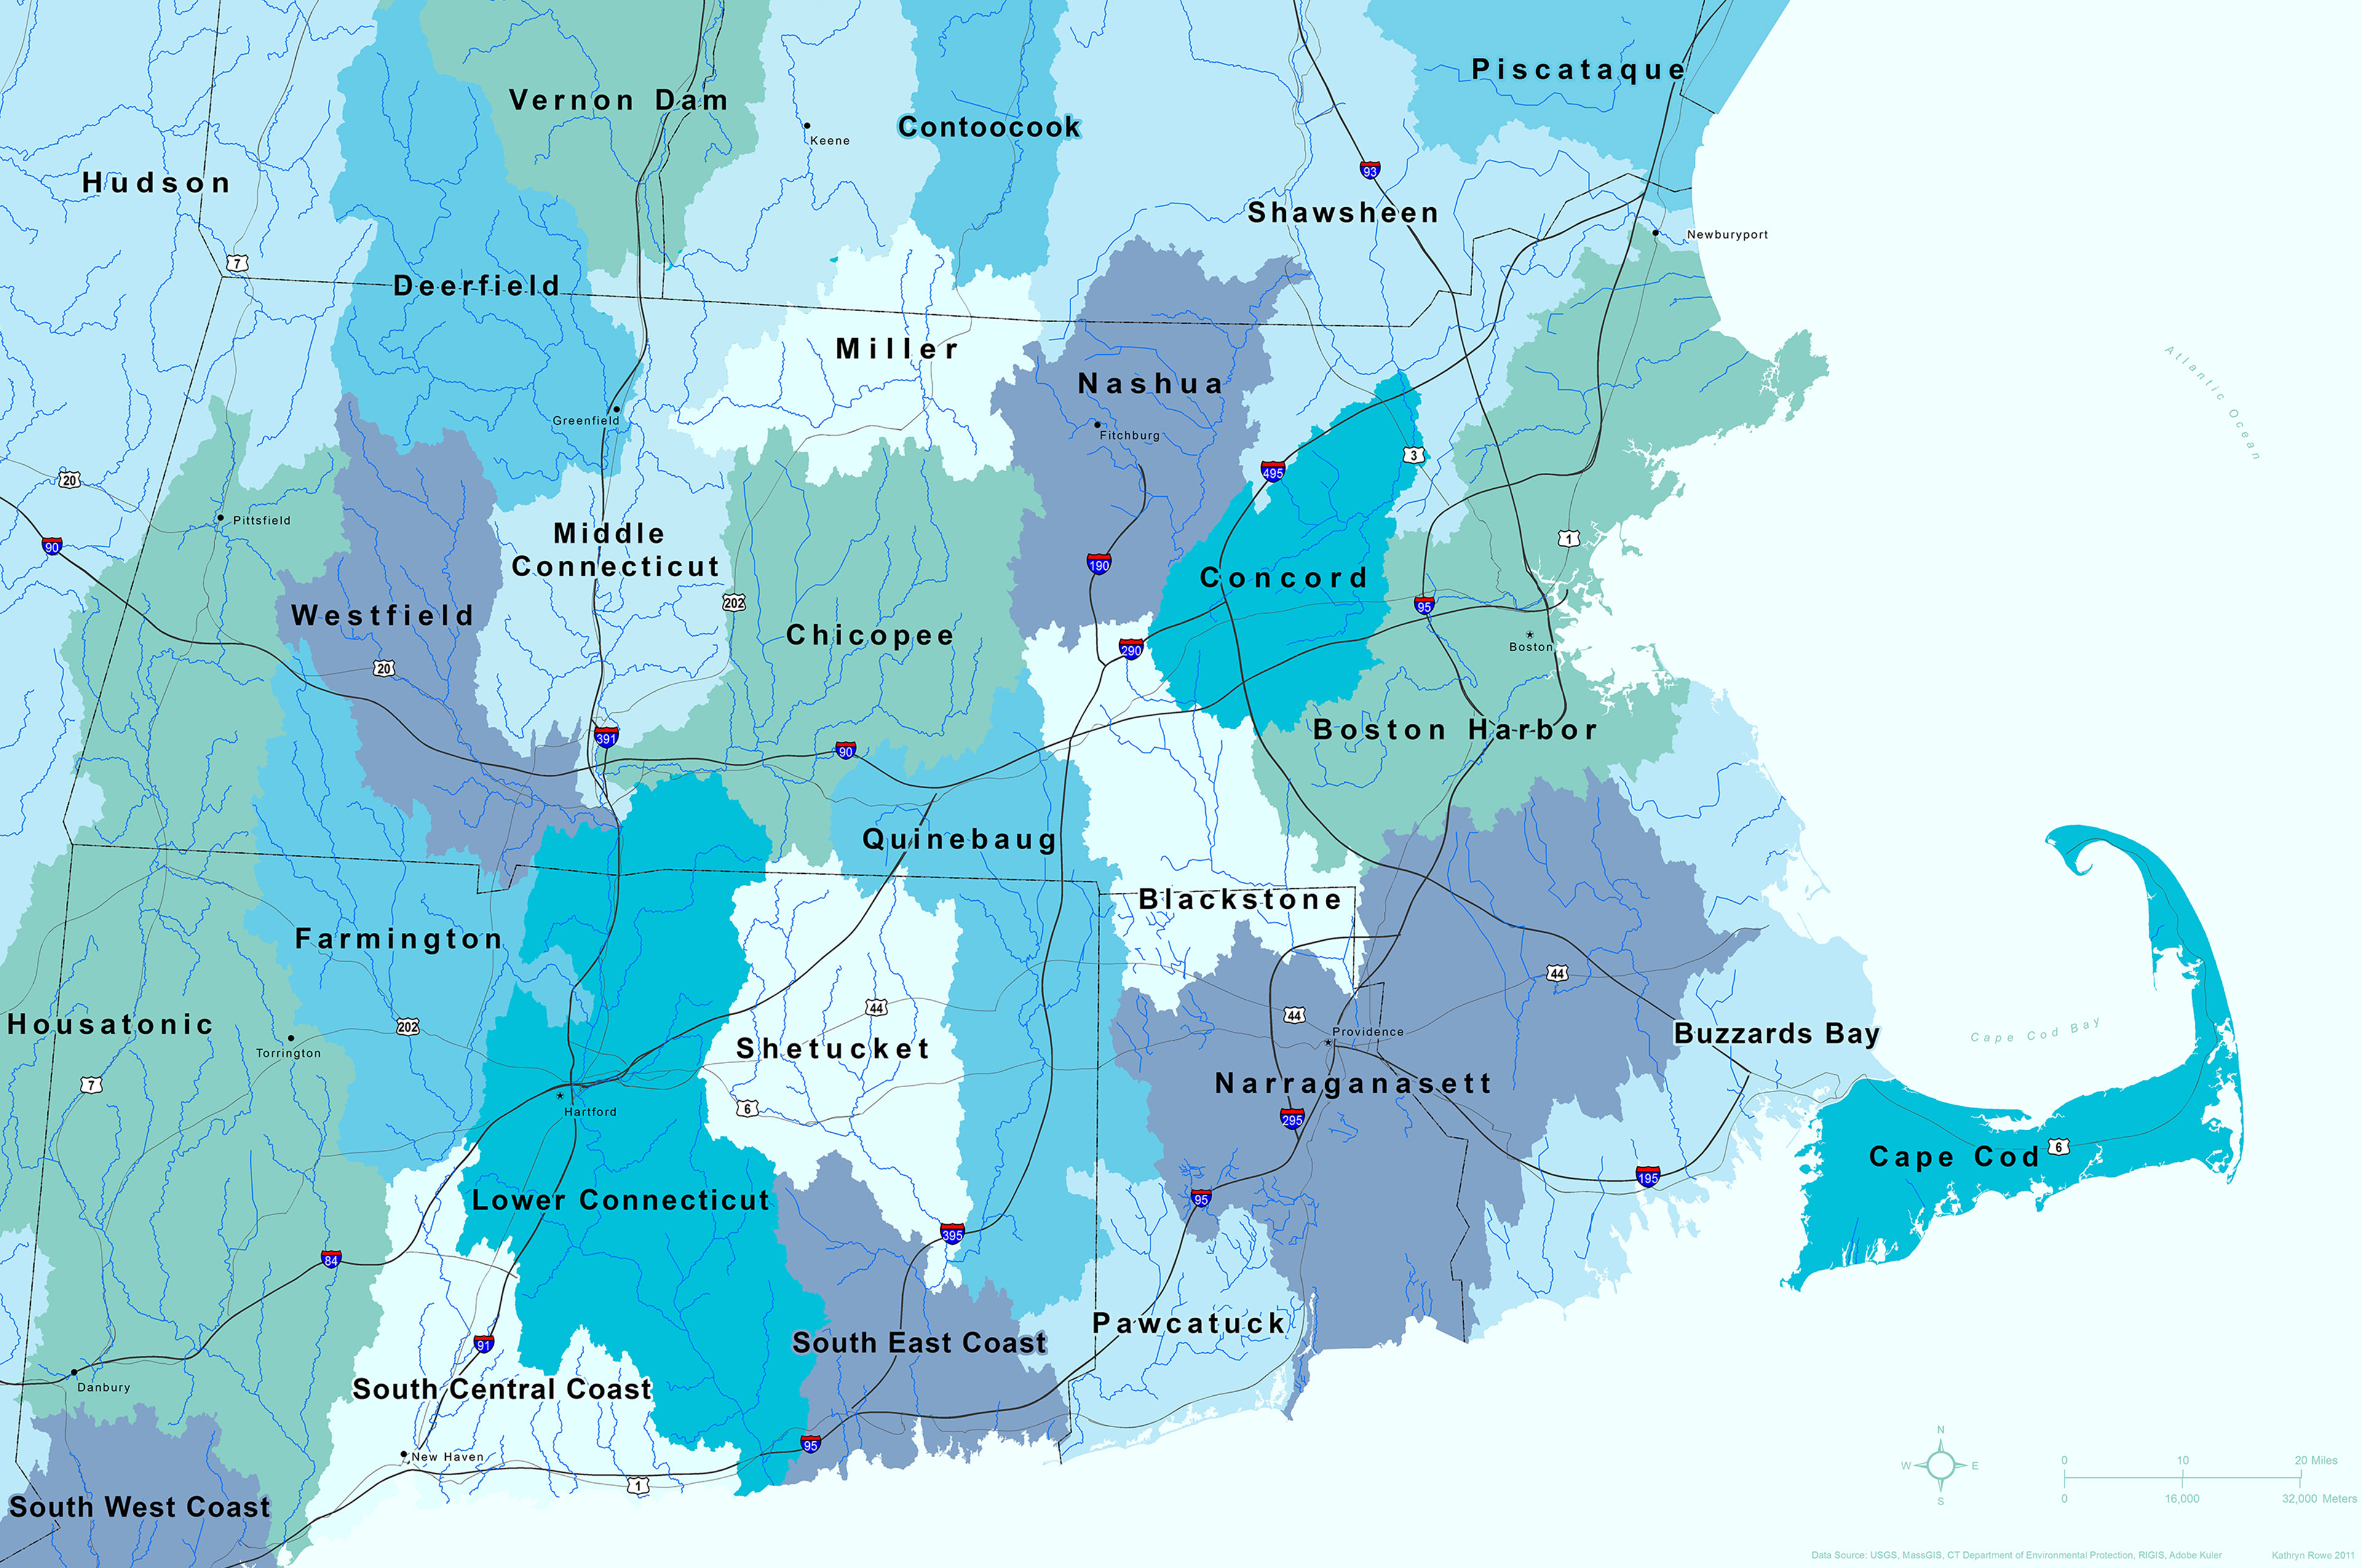 Piscataque
Vernon Dam
Contoocook
Keene
93
Hudson
Shawsheen
Newburyport
7
Deerfield
Miller
Atlantic Ocean
Nashua
Greenfield
Fitchburg
3
495
20
Pittsfield
Middle
Connecticut
1
90
190
Concord
202
95
Westfield
Chicopee
Boston
290
20
391
90
Boston Harbor
Quinebaug
Blackstone
Farmington
44
Housatonic
202
44
44
Providence
Buzzards Bay
Cape Cod Bay
Torrington
Shetucket
7
Narraganasett
Hartford
6
295
6
Cape Cod
195
Lower Connecticut
95
395
84
Pawcatuck
91
South East Coast
Danbury
South Central Coast
95
New Haven
1
South West Coast
N
W E
S
0 10 20 Miles
0 16,000 32,000 Meters
Data Source: USGS, MassGIS, CT Department of Environmental Protection, RIGIS, Adobe Kuler Kathryn Rowe 2011